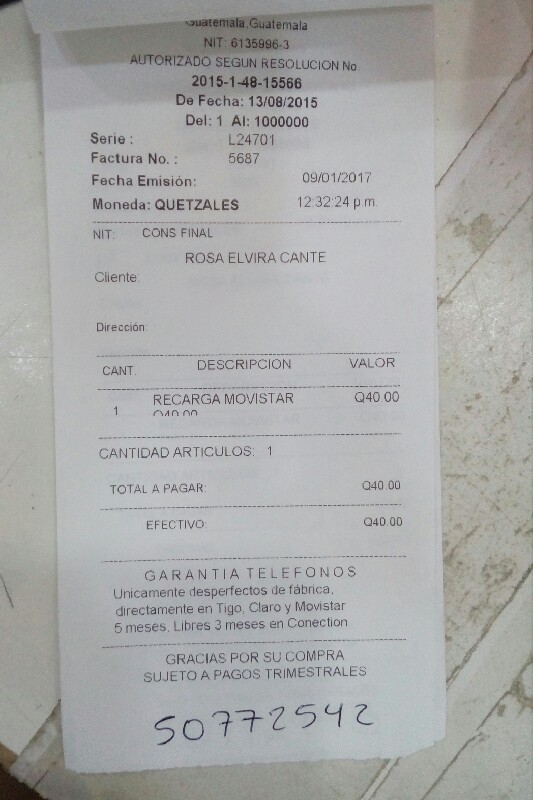 Guatemala,Guatemala
NIT: 6135996-3
AUTORIZADO SEGUN RESOLUCION No
2015-1-48-15566
De Fecha: 13/08/2015
Del: 1 Al: 1000000
Serie : L24701
Factura No. : 5687
Fecha Emisión: 09/01/2017
Moneda: QUETZALES 12:32:24 p.m.
NIT: CONS FINAL
ROSA ELVIRA CANTE
Cliente:
Dirección:
CANT. DESCRIPCION VALOR
1 RECARGA MOVISTAR Q40.00
Q40.00
CANTIDAD ARTICULOS: 1
TOTAL A PAGAR: Q40.00
EFECTIVO: Q40.00
GARANTIA TELEFONOS
Unicamente desperfectos de fábrica,
directamente en Tigo, Claro y Movistar
5 meses, Libres 3 meses en Conection
GRACIAS POR SU COMPRA
SUJETO A PAGOS TRIMESTRALES
50772542